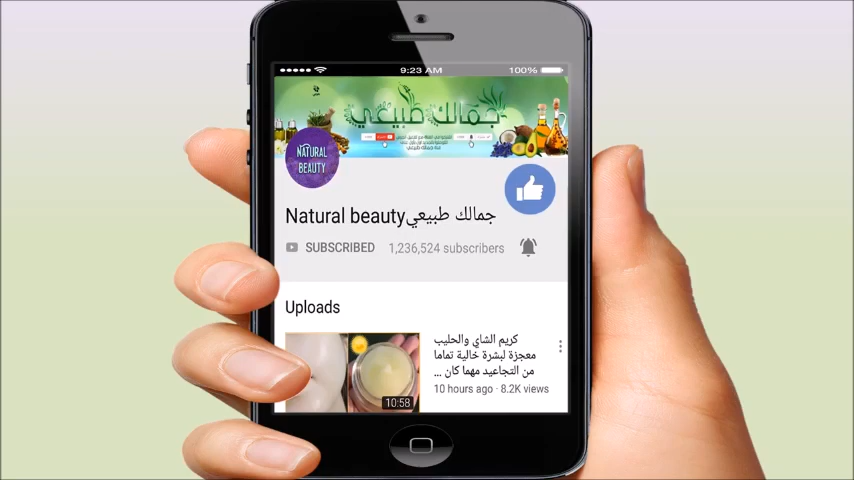 9:23 AM
100%
جمالك طبيعي
NATURAL
BEAUTY
Natural beautyجمالك طبيعي
SUBSCRIBED
1,236,524 subscribers
Uploads
كريم الشاي والحليب
معجزة لبشرة خالية تماما
من التجاعيد مهما كان ...
10 hours ago · 8.2K views
10:58